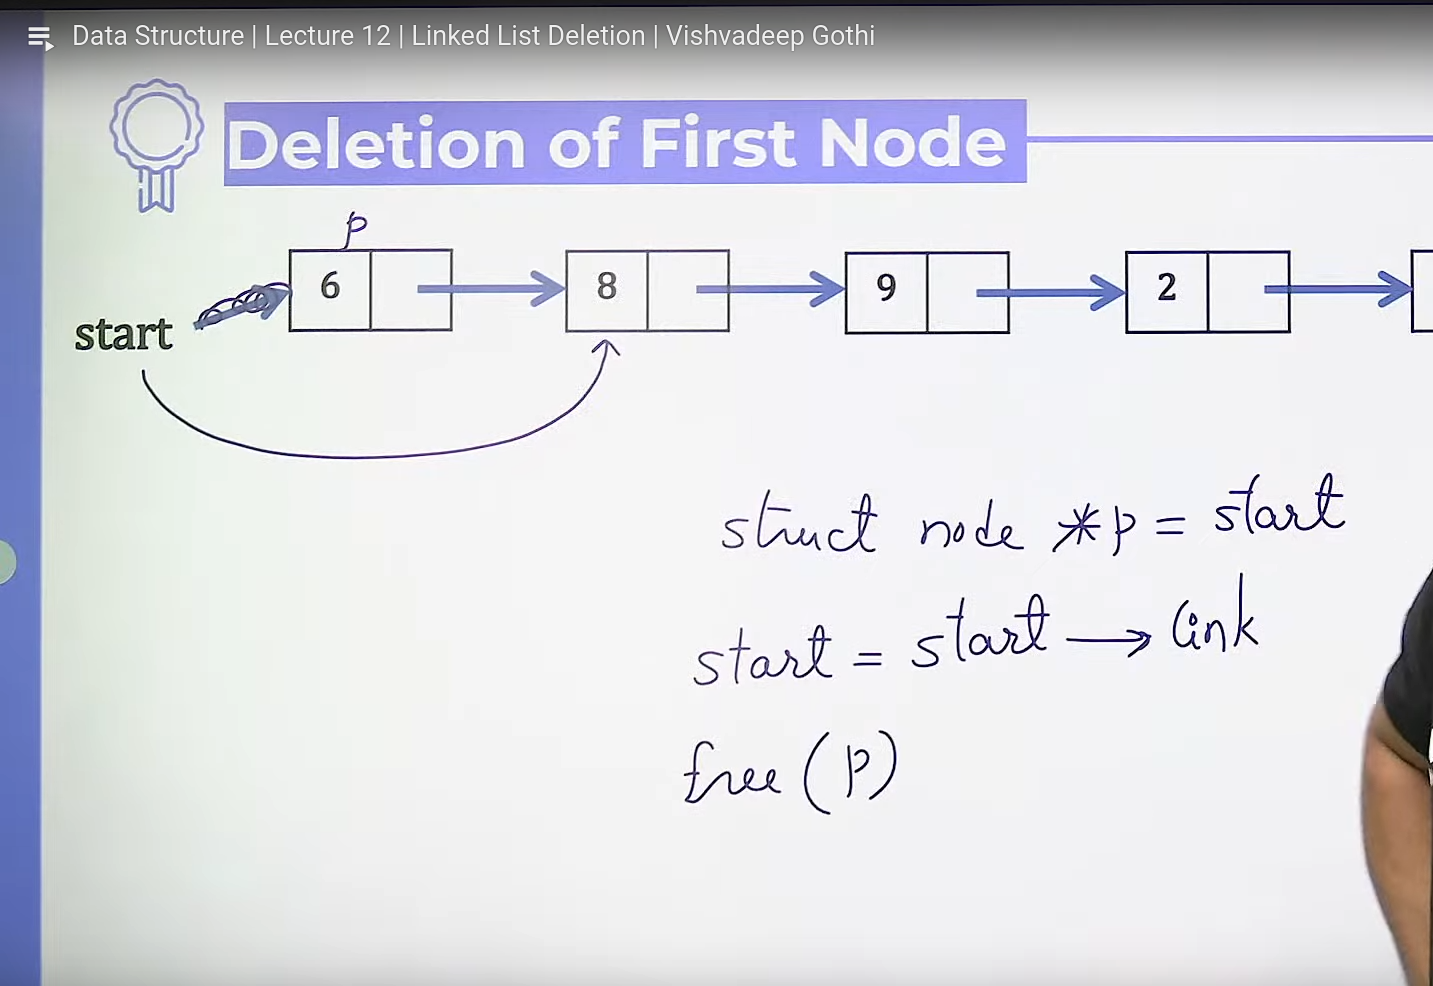 Data Structure | Lecture 12 | Linked List Deletion | Vishvadeep Gothi
Deletion of First Node
p
6 8 9 2
start
struct node *p = start
start = start → link
free (p)